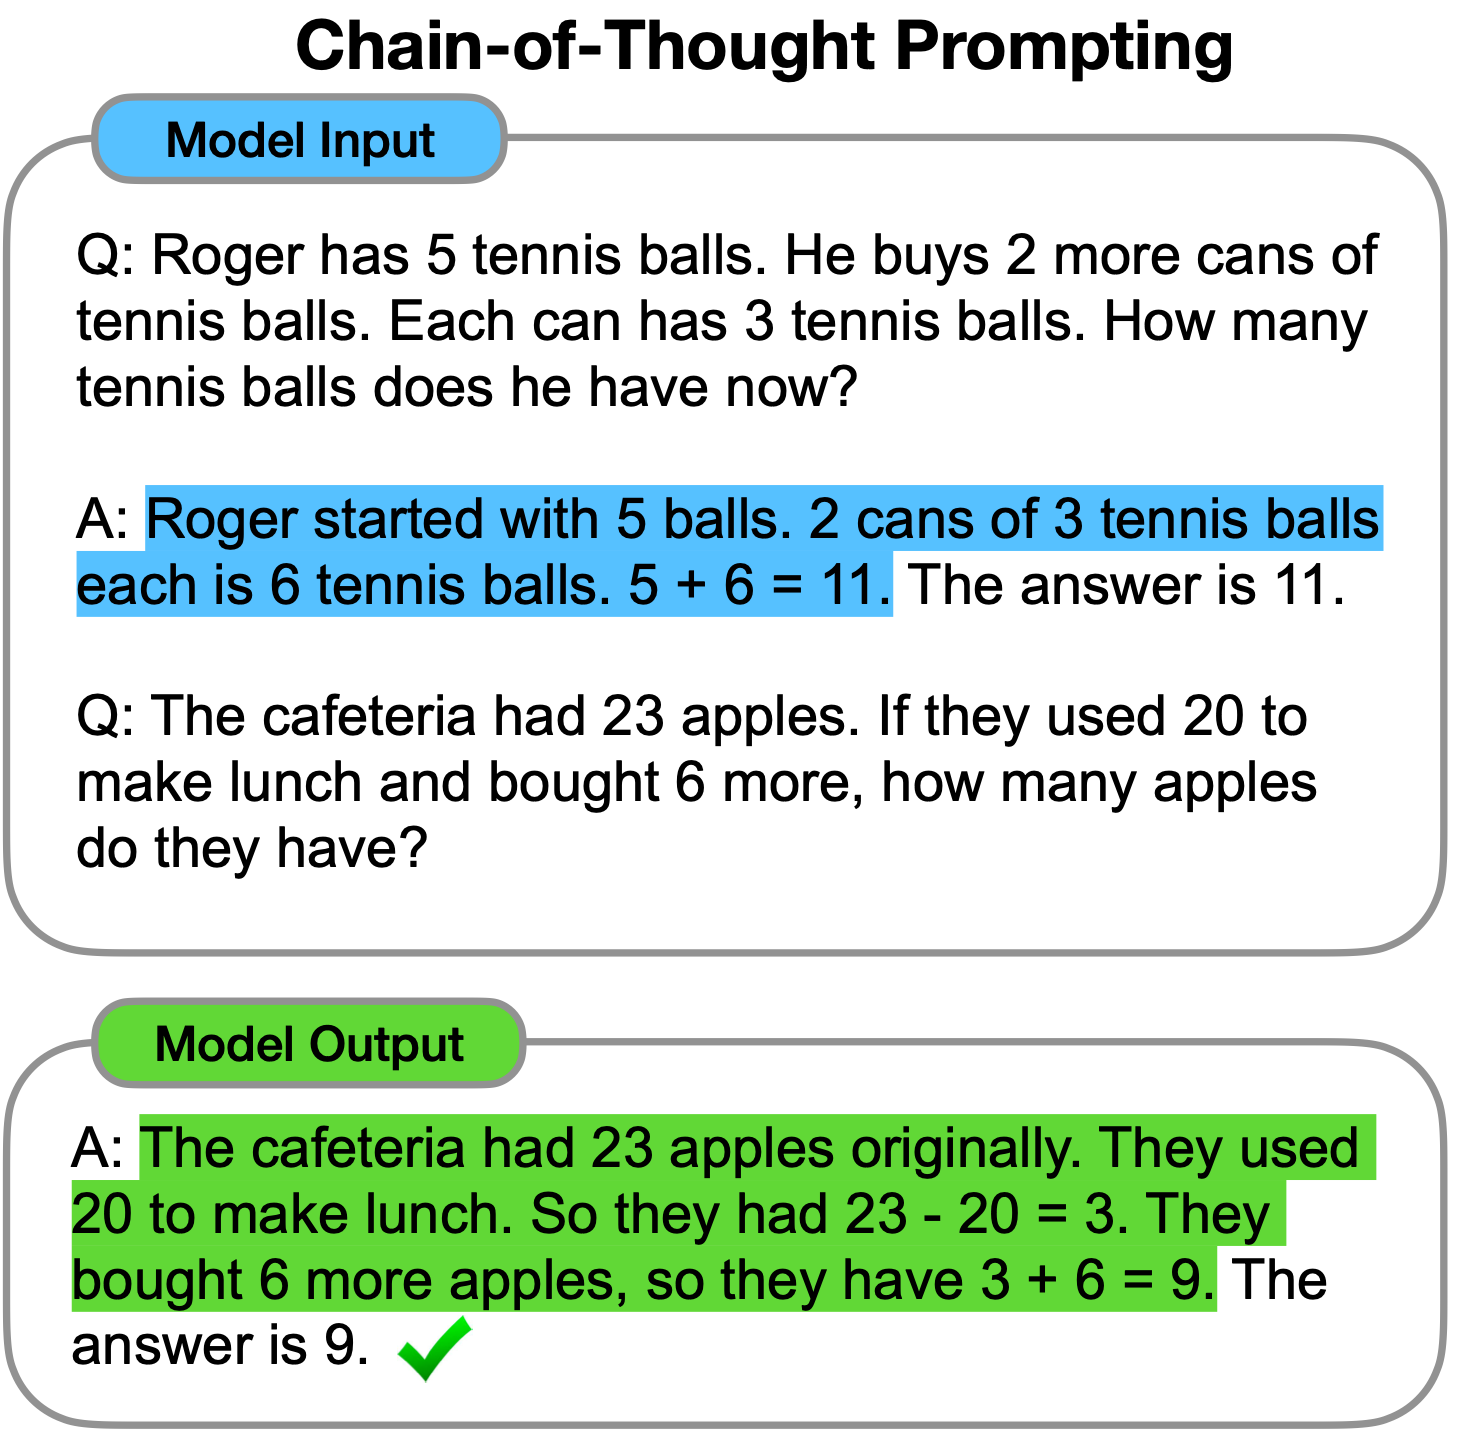 Chain-of-Thought Prompting
Model Input
Q: Roger has 5 tennis balls. He buys 2 more cans of
tennis balls. Each can has 3 tennis balls. How many
tennis balls does he have now?
A: Roger started with 5 balls. 2 cans of 3 tennis balls
each is 6 tennis balls. 5 + 6 = 11. The answer is 11.
Q: The cafeteria had 23 apples. If they used 20 to
make lunch and bought 6 more, how many apples
do they have?
Model Output
A: The cafeteria had 23 apples originally. They used
20 to make lunch. So they had 23 - 20 = 3. They
bought 6 more apples, so they have 3 + 6 = 9. The
answer is 9.